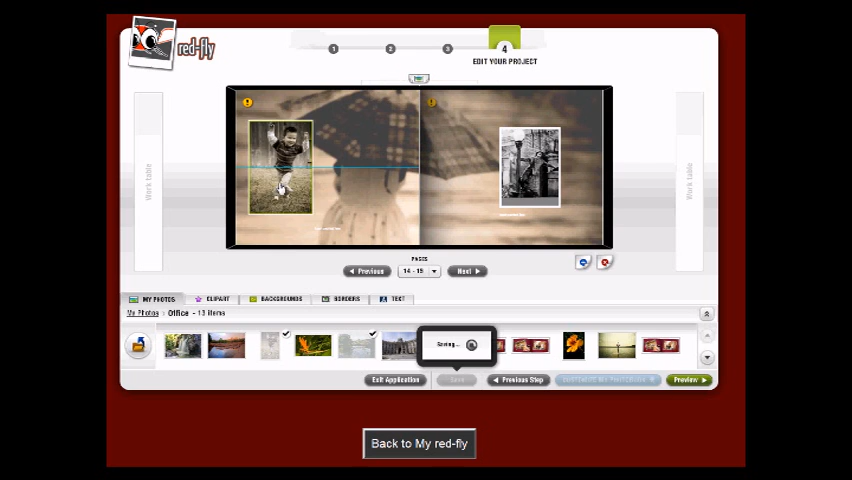 red-fly
1
2
3
4
EDIT YOUR PROJECT
Work table
Work table
PAGES
Previous
14 - 15
Next
MY PHOTOS
CLIPART
BACKGROUNDS
BORDERS
TEXT
My Photos
Office - 13 items
Saving...
Exit Application
Save
Previous Step
Preview
Back to My red-fly